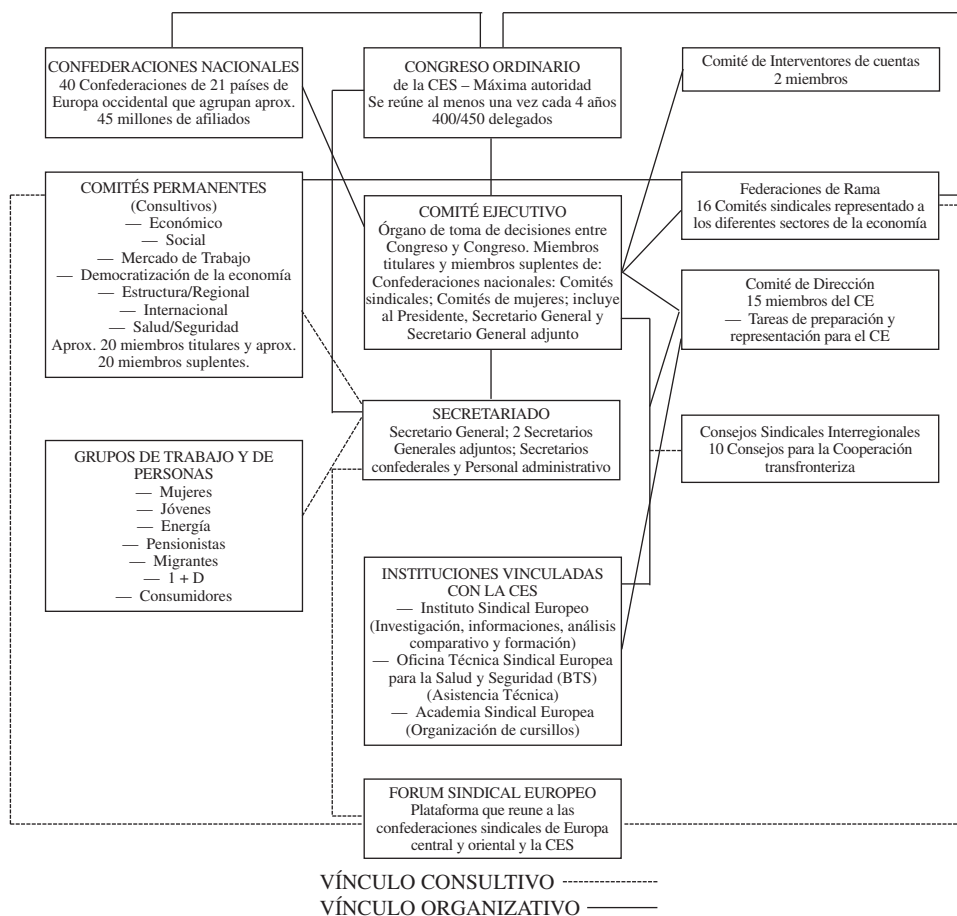 CONFEDERACIONES NACIONALES
40 Confederaciones de 21 países de
Europa occidental que agrupan aprox.
45 millones de afiliados
CONGRESO ORDINARIO
de la CES – Máxima autoridad
Se reúne al menos una vez cada 4 años
400/450 delegados
Comité de Interventores de cuentas
2 miembros
COMITÉS PERMANENTES
(Consultivos)
— Económico
— Social
— Mercado de Trabajo
— Democratización de la economía
— Estructura/Regional
— Internacional
— Salud/Seguridad
Aprox. 20 miembros titulares y aprox.
20 miembros suplentes.
COMITÉ EJECUTIVO
Órgano de toma de decisiones entre
Congreso y Congreso. Miembros
titulares y miembros suplentes de:
Confederaciones nacionales: Comités
sindicales; Comités de mujeres; incluye
al Presidente, Secretario General y
Secretario General adjunto
Federaciones de Rama
16 Comités sindicales representado a
los diferentes sectores de la economía
Comité de Dirección
15 miembros del CE
— Tareas de preparación y
representación para el CE
SECRETARIADO
Secretario General; 2 Secretarios
Generales adjuntos; Secretarios
confederales y Personal administrativo
Consejos Sindicales Interregionales
10 Consejos para la Cooperación
transfronteriza
GRUPOS DE TRABAJO Y DE
PERSONAS
— Mujeres
— Jóvenes
— Energía
— Pensionistas
— Migrantes
— 1 + D
— Consumidores
INSTITUCIONES VINCULADAS
CON LA CES
— Instituto Sindical Europeo
(Investigación, informaciones, análisis
comparativo y formación)
— Oficina Técnica Sindical Europea
para la Salud y Seguridad (BTS)
(Asistencia Técnica)
— Academia Sindical Europea
(Organización de cursillos)
FORUM SINDICAL EUROPEO
Plataforma que reune a las
confederaciones sindicales de Europa
central y oriental y la CES
VÍNCULO CONSULTIVO
VÍNCULO ORGANIZATIVO